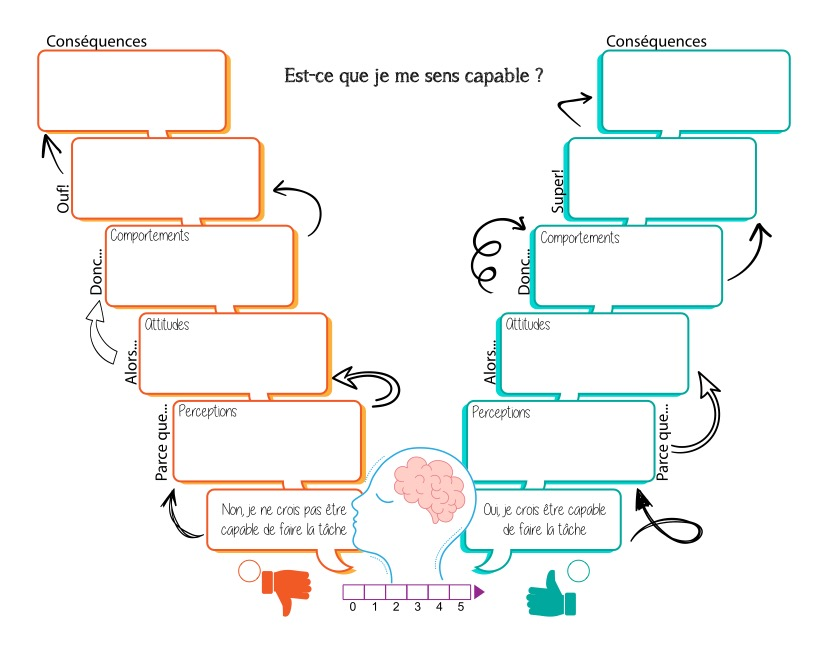 Conséquences
Conséquences
Est-ce que je me sens capable ?
Ouf!
Super!
Comportements
Comportements
Donc...
Donc...
Attitudes
Attitudes
Alors...
Alors...
Perceptions
Perceptions
Parce que...
Parce que...
Non, je ne crois pas être
capable de faire la tâche
Oui, je crois être capable
de faire la tâche
0 1 2 3 4 5